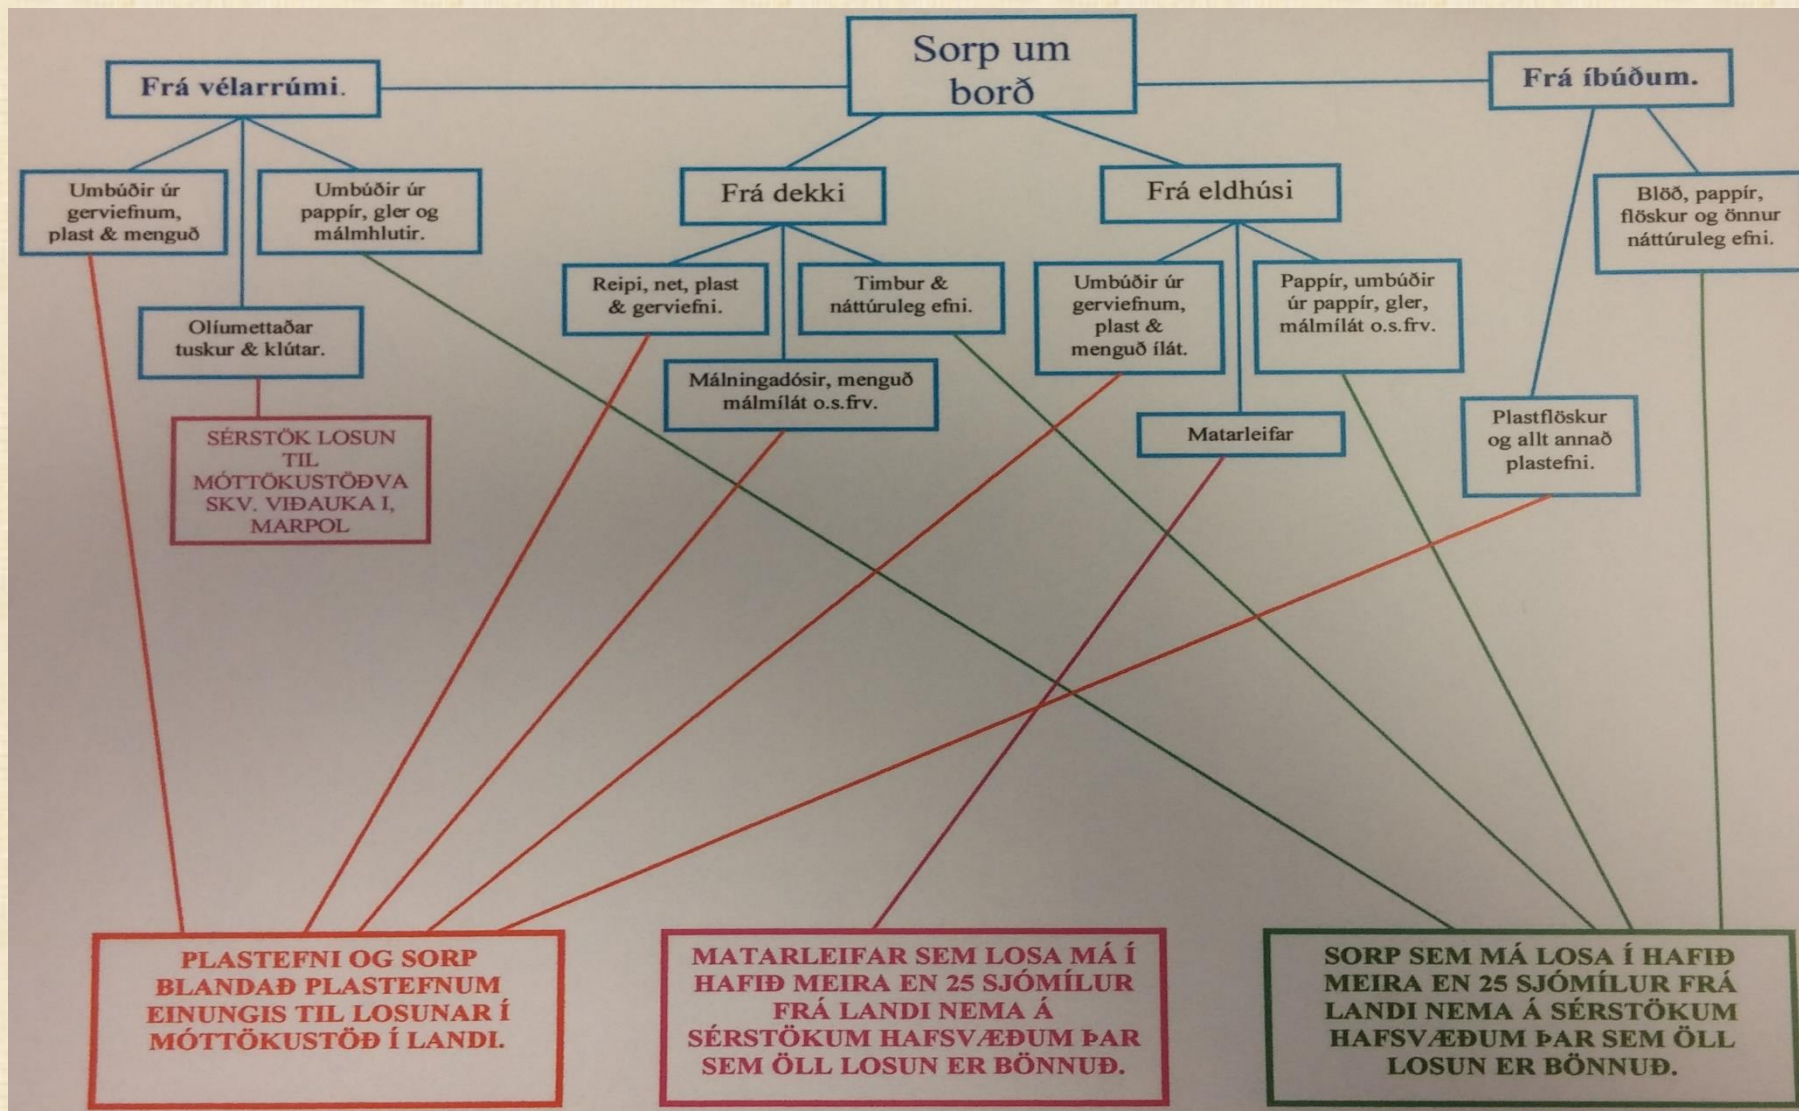 Sorp um
borð
Frá vélarrúmi.
Frá íbúðum.
Umbúðir úr
gerviefnum,
plast & menguð
Umbúðir úr
pappír, gler og
málmhlutir.
Frá dekki
Frá eldhúsi
Blöð, pappír,
flöskur og önnur
náttúruleg efni.
Olíumettaðar
tuskur & klútar.
Reipi, net, plast
& gerviefni.
Timbur &
náttúruleg efni.
Umbúðir úr
gerviefnum,
plast &
menguð ílát.
Pappír, umbúðir
úr pappír, gler,
málmílát o.s.frv.
Málningadósir, menguð
málmílát o.s.frv.
Matarleifar
Plastflöskur
og allt annað
plastefni.
SÉRSTÖK LOSUN
TIL
MÓTTÖKUSTÖÐVA
SKV. VIÐAUKA I,
MARPOL
PLASTEFNI OG SORP
BLANDAÐ PLASTEFNUM
EINUNGIS TIL LOSUNAR Í
MÓTTÖKUSTÖÐ Í LANDI.
MATARLEIFAR SEM LOSA MÁ Í
HAFIÐ MEIRA EN 25 SJÓMÍLUR
FRÁ LANDI NEMA Á
SÉRSTÖKUM HAFSVÆÐUM ÞAR
SEM ÖLL LOSUN ER BÖNNUÐ.
SORP SEM MÁ LOSA Í HAFIÐ
MEIRA EN 25 SJÓMÍLUR FRÁ
LANDI NEMA Á SÉRSTÖKUM
HAFSVÆÐUM ÞAR SEM ÖLL
LOSUN ER BÖNNUÐ.